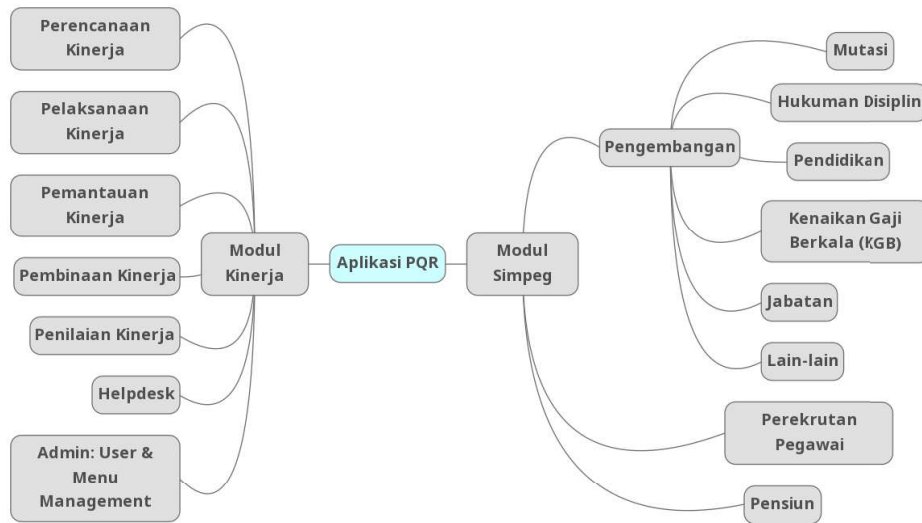 Perencanaan
Kinerja
Pelaksanaan
Kinerja
Pemantauan
Kinerja
Pembinaan Kinerja
Penilaian Kinerja
Helpdesk
Admin: User &
Menu
Management
Modul
Kinerja
Aplikasi PQR
Modul
Simpeg
Pengembangan
Mutasi
Hukuman Disiplin
Pendidikan
Kenaikan Gaji
Berkala (KGB)
Jabatan
Lain-lain
Perekrutan
Pegawai
Pensiun